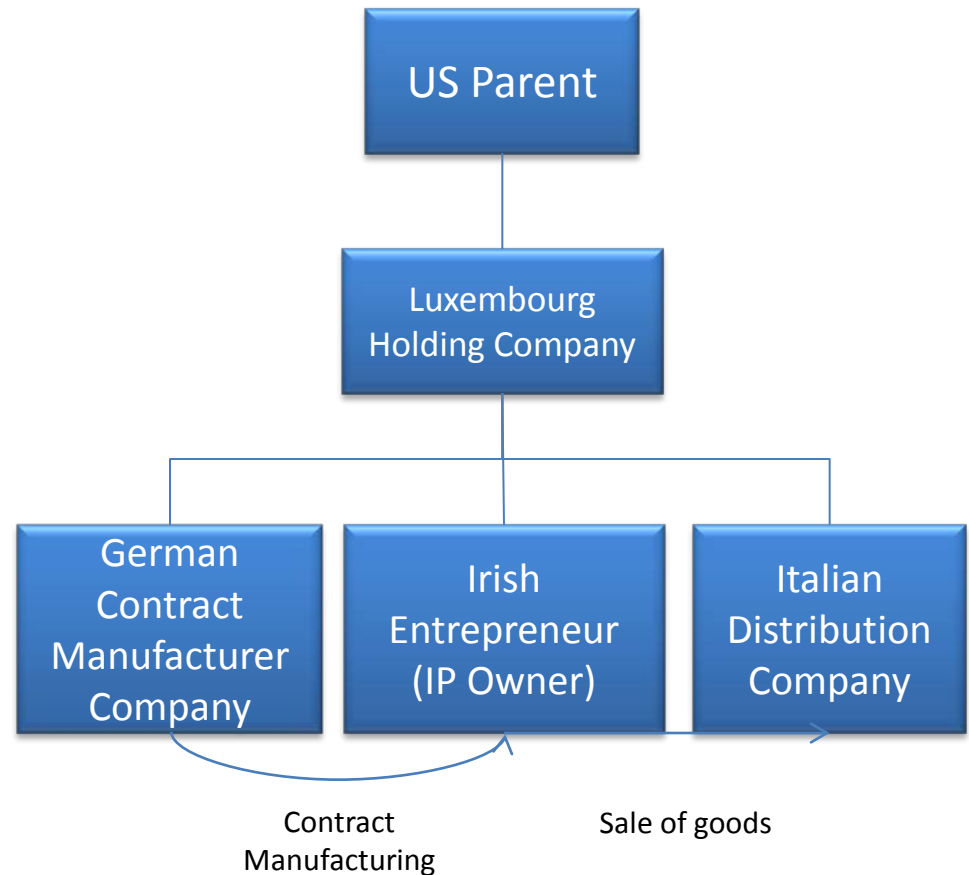 US Parent
Luxembourg
Holding Company
German
Contract
Manufacturer
Company
Irish
Entrepreneur
(IP Owner)
Italian
Distribution
Company
Contract
Manufacturing
Sale of goods